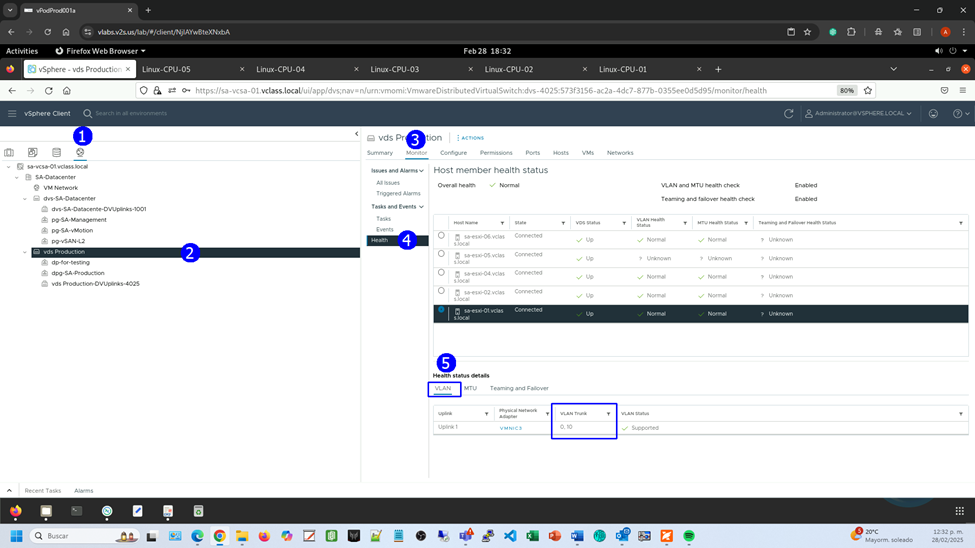 vPodProd001a
vlabs.v2s.us/lab/#/client/NjIAYwBteXNxbA
Activities Firefox Web Browser Feb 28 18:32
vSphere - vds Production Linux-CPU-05 Linux-CPU-04 Linux-CPU-03 Linux-CPU-02 Linux-CPU-01
https://sa-vcsa-01.vclass.local/ui/app/dvs;nav=n/urn:vmomi:VmwareDistributedVirtualSwitch:dvs-4025:573f3156-ac2a-4dc7-877b-0355ee0d5d95/monitor/health 80%
vSphere Client Search in all environments Administrator@VSPHERE.LOCAL
1
sa-vcsa-01.vclass.local
SA-Datacenter
VM Network
dvs-SA-Datacenter
dvs-SA-Datacente-DVUplinks-1001
pg-SA-Management
pg-SA-vMotion
pg-vSAN-L2
vds Production 2
dp-for-testing
dpg-SA-Production
vds Production-DVUplinks-4025
vds Production ACTIONS
3
Summary Monitor Configure Permissions Ports Hosts VMs Networks
Issues and Alarms
All Issues
Triggered Alarms
Tasks and Events
Tasks
Events
Health 4
Host member health status
Overall health Normal VLAN and MTU health check Enabled
Teaming and failover health check Enabled
Host Name State VDS Status VLAN Health Status MTU Health Status Teaming and Failover Health Status
sa-esxi-06.vclass.local Connected Up Normal Normal Unknown
sa-esxi-05.vclass.local Connected Up Unknown Unknown Unknown
sa-esxi-04.vclass.local Connected Up Normal Normal Unknown
sa-esxi-02.vclass.local Connected Up Normal Normal Unknown
sa-esxi-01.vclass.local Connected Up Normal Normal Unknown
5
Health status details
VLAN MTU Teaming and Failover
Uplink Physical Network Adapter VLAN Trunk VLAN Status
Uplink 1 VMNIC3 0, 10 Supported
Recent Tasks Alarms
Buscar
20°C
Mayorm. soleado
12:32 p. m.
28/02/2025